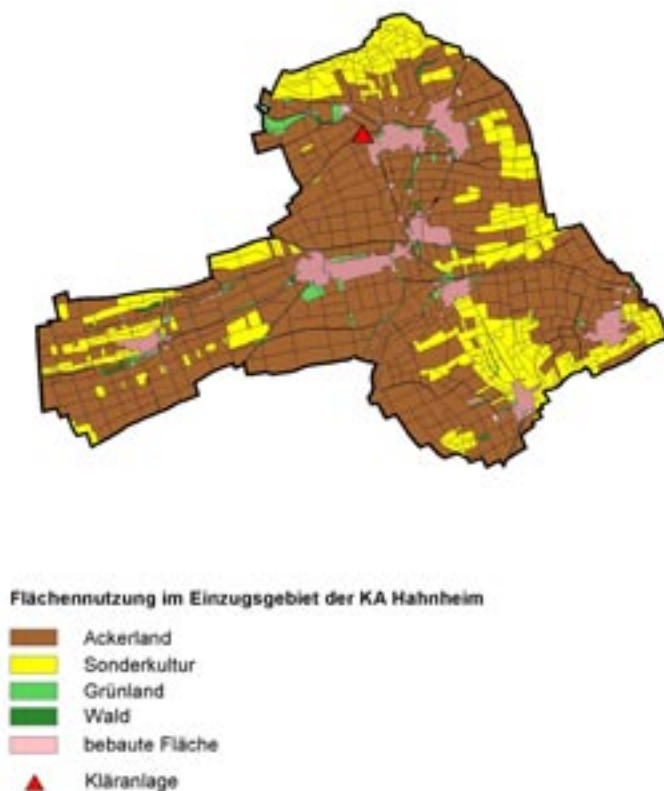 Flächennutzung im Einzugsgebiet der KA Hahnheim
Ackerland
Sonderkultur
Grünland
Wald
bebaute Fläche
Kläranlage